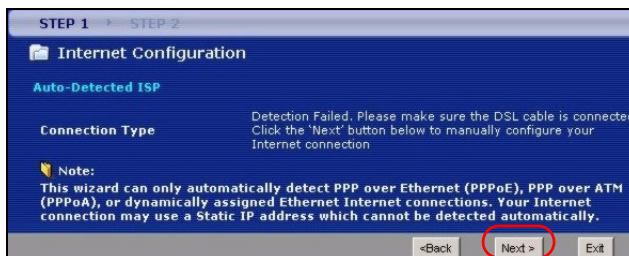 STEP 1 STEP 2
Internet Configuration
Auto-Detected ISP
Detection Failed. Please make sure the DSL cable is connected
Connection Type Click the 'Next' button below to manually configure your
Internet connection
Note:
This wizard can only automatically detect PPP over Ethernet (PPPoE), PPP over ATM
(PPPoA), or dynamically assigned Ethernet Internet connections. Your Internet
connection may use a Static IP address which cannot be detected automatically.
<Back Next > Exit